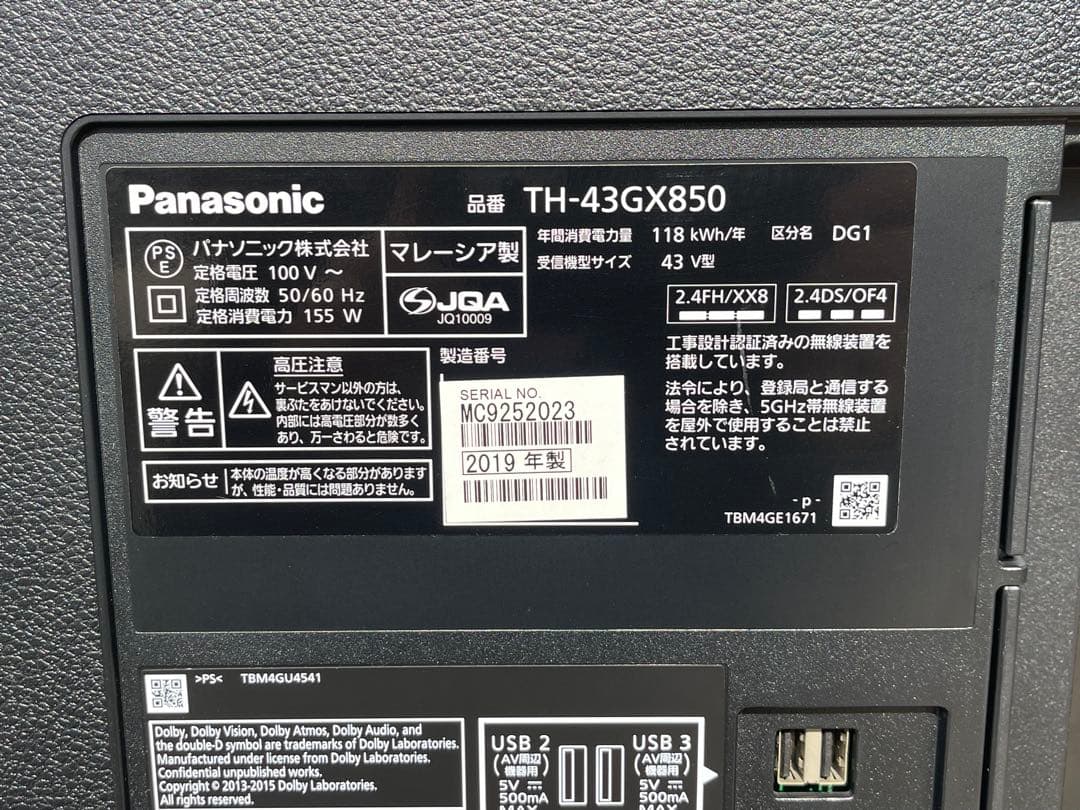 Panasonic
品番 TH-43GX850
PS
E
パナソニック株式会社
定格電圧 100 V ～
定格周波数 50/60 Hz
定格消費電力 155 W
マレーシア製
JQA
JQ10009
年間消費電力量 118 kWh/年 区分名 DG1
受信機型サイズ 43 V型
2.4FH/XX8
2.4DS/OF4
工事設計認証済みの無線装置を
搭載しています。
法令により、登録局と通信する
場合を除き、5GHz帯無線装置
を屋外で使用することは禁止
されています。
警告
高圧注意
サービスマン以外の方は、
裏ぶたをあけないでください。
内部には高電圧部分が数多く
あり、万一さわると危険です。
お知らせ
本体の温度が高くなる部分があります
が、性能・品質には問題ありません。
製造番号
SERIAL NO.
MC9252023
2019 年製
- p -
TBM4GE1671
>PS< TBM4GU4541
Dolby, Dolby Vision, Dolby Atmos, Dolby Audio, and
the double-D symbol are trademarks of Dolby Laboratories.
Manufactured under license from Dolby Laboratories.
Confidential unpublished works.
Copyright © 2013-2015 Dolby Laboratories.
All rights reserved.
USB 2
(AV周辺
機器用)
5V ⎓
500mA
MAX
USB 3
(AV周辺
機器用)
5V ⎓
500mA
MAX